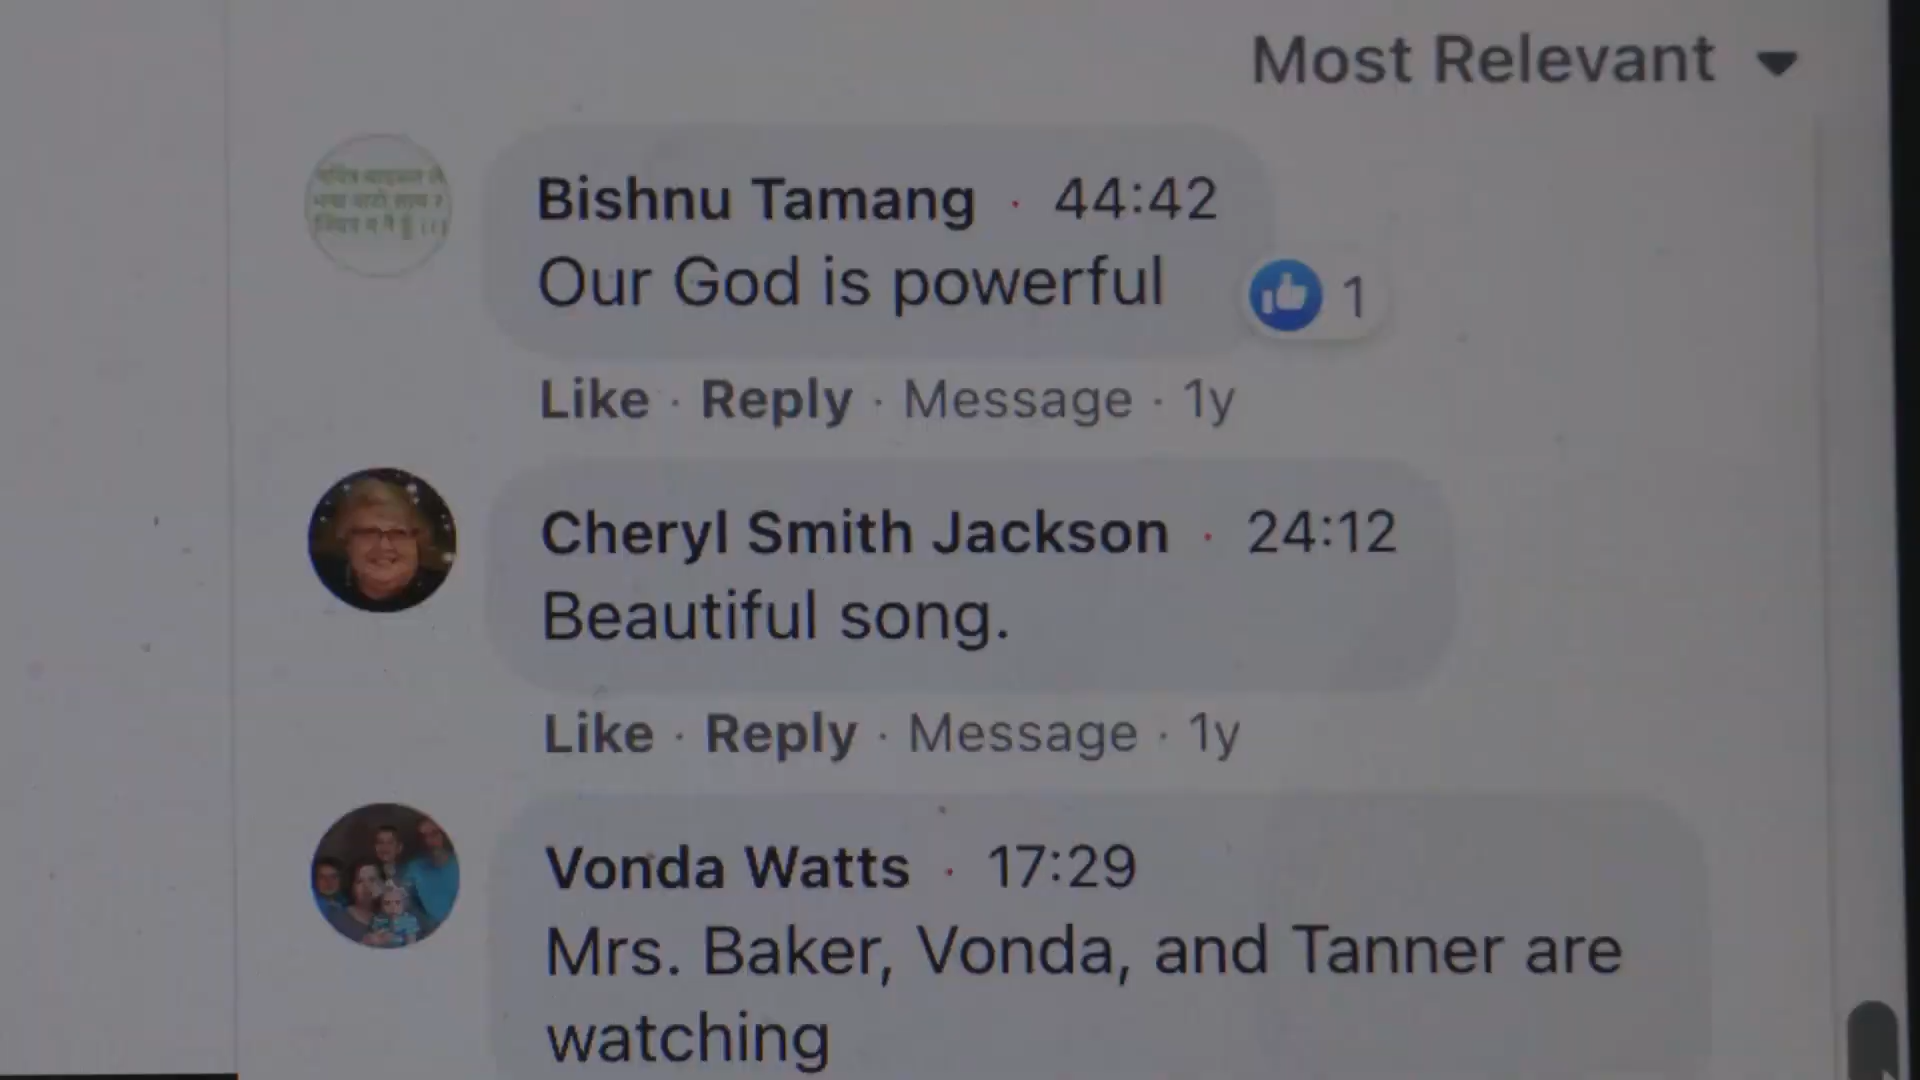 Most Relevant
Bishnu Tamang · 44:42
Our God is powerful
1
Like · Reply · Message · 1y
Cheryl Smith Jackson · 24:12
Beautiful song.
Like · Reply · Message · 1y
Vonda Watts · 17:29
Mrs. Baker, Vonda, and Tanner are
watching